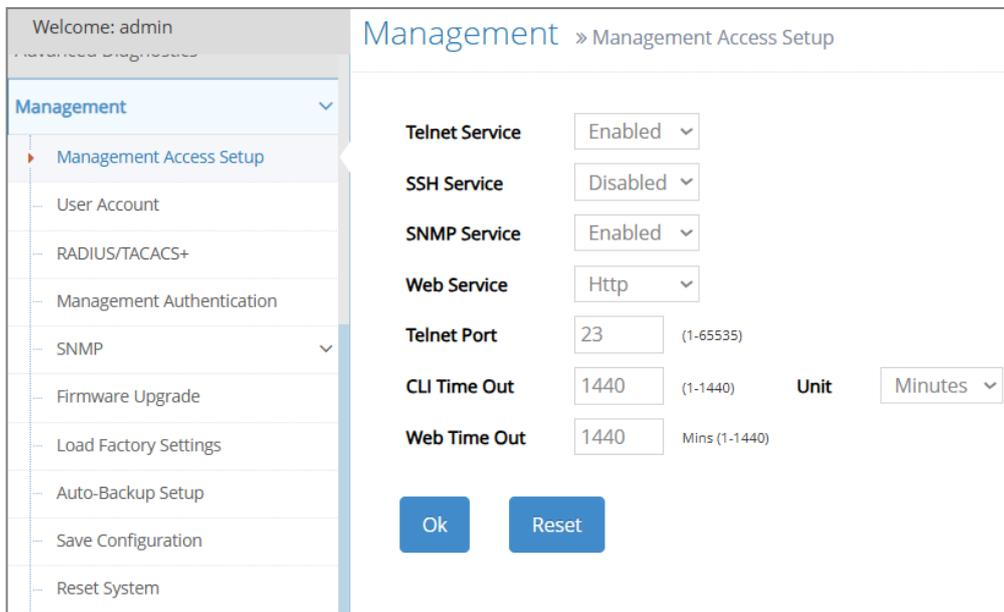 Welcome: admin
Advanced Diagnostics
Management
Management Access Setup
User Account
RADIUS/TACACS+
Management Authentication
SNMP
Firmware Upgrade
Load Factory Settings
Auto-Backup Setup
Save Configuration
Reset System
Management » Management Access Setup
Telnet Service Enabled
SSH Service Disabled
SNMP Service Enabled
Web Service Http
Telnet Port 23 (1-65535)
CLI Time Out 1440 (1-1440) Unit Minutes
Web Time Out 1440 Mins (1-1440)
Ok Reset